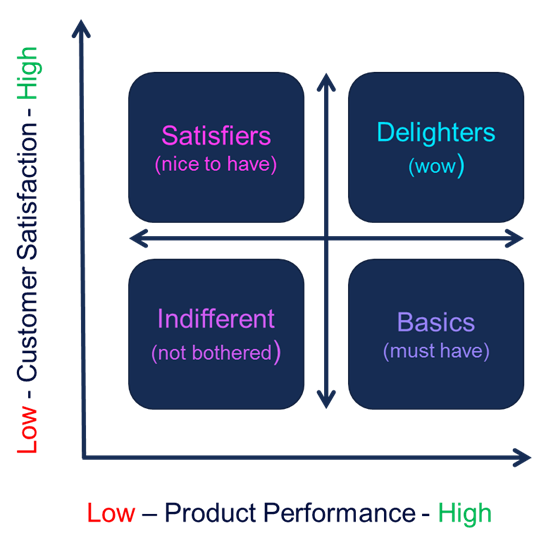 Low - Customer Satisfaction - High
Satisfiers
(nice to have)
Delighters
(wow)
Indifferent
(not bothered)
Basics
(must have)
Low – Product Performance - High